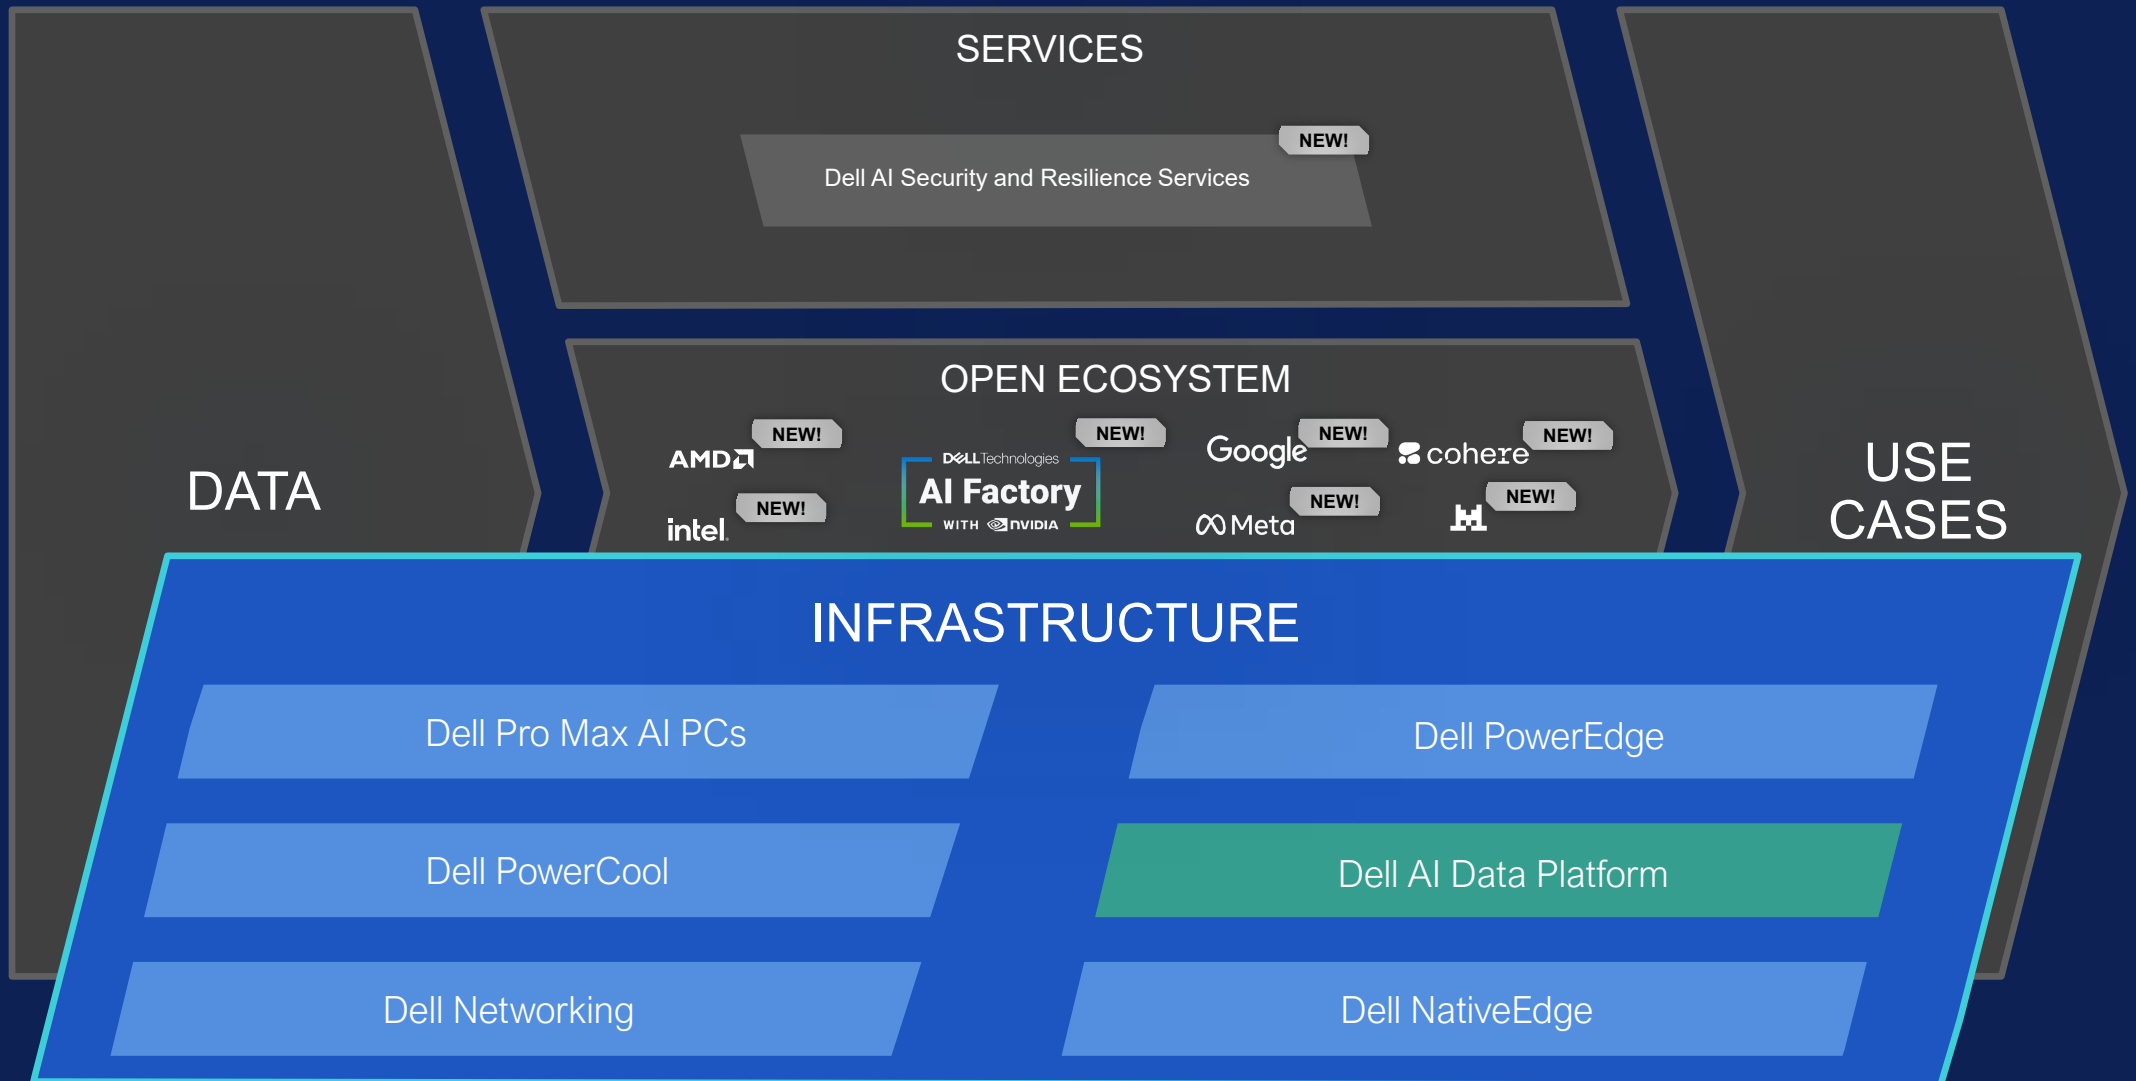 SERVICES
NEW!
Dell AI Security and Resilience Services
OPEN ECOSYSTEM
NEW!
AMD
NEW!
intel
NEW!
DELLTechnologies
AI Factory
WITH NVIDIA
NEW!
Google
NEW!
cohere
NEW!
Meta
NEW!
DATA
USE
CASES
INFRASTRUCTURE
Dell Pro Max AI PCs
Dell PowerEdge
Dell PowerCool
Dell AI Data Platform
Dell Networking
Dell NativeEdge